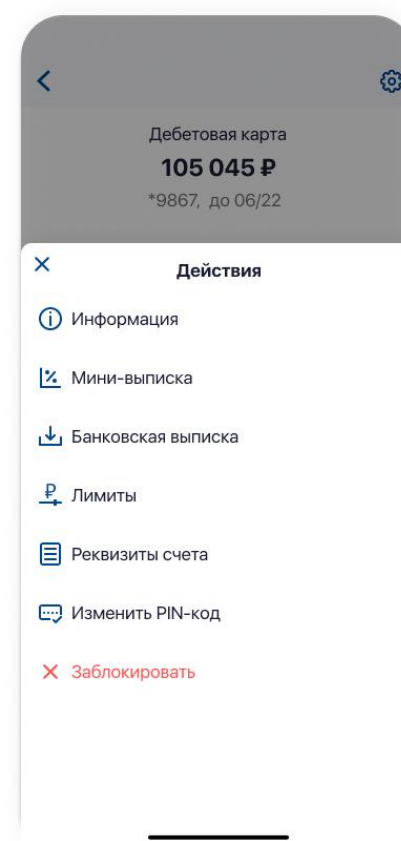 Дебетовая карта
105 045 ₽
*9867, до 06/22
Действия
Информация
Мини-выписка
Банковская выписка
Лимиты
Реквизиты счета
Изменить PIN-код
Заблокировать